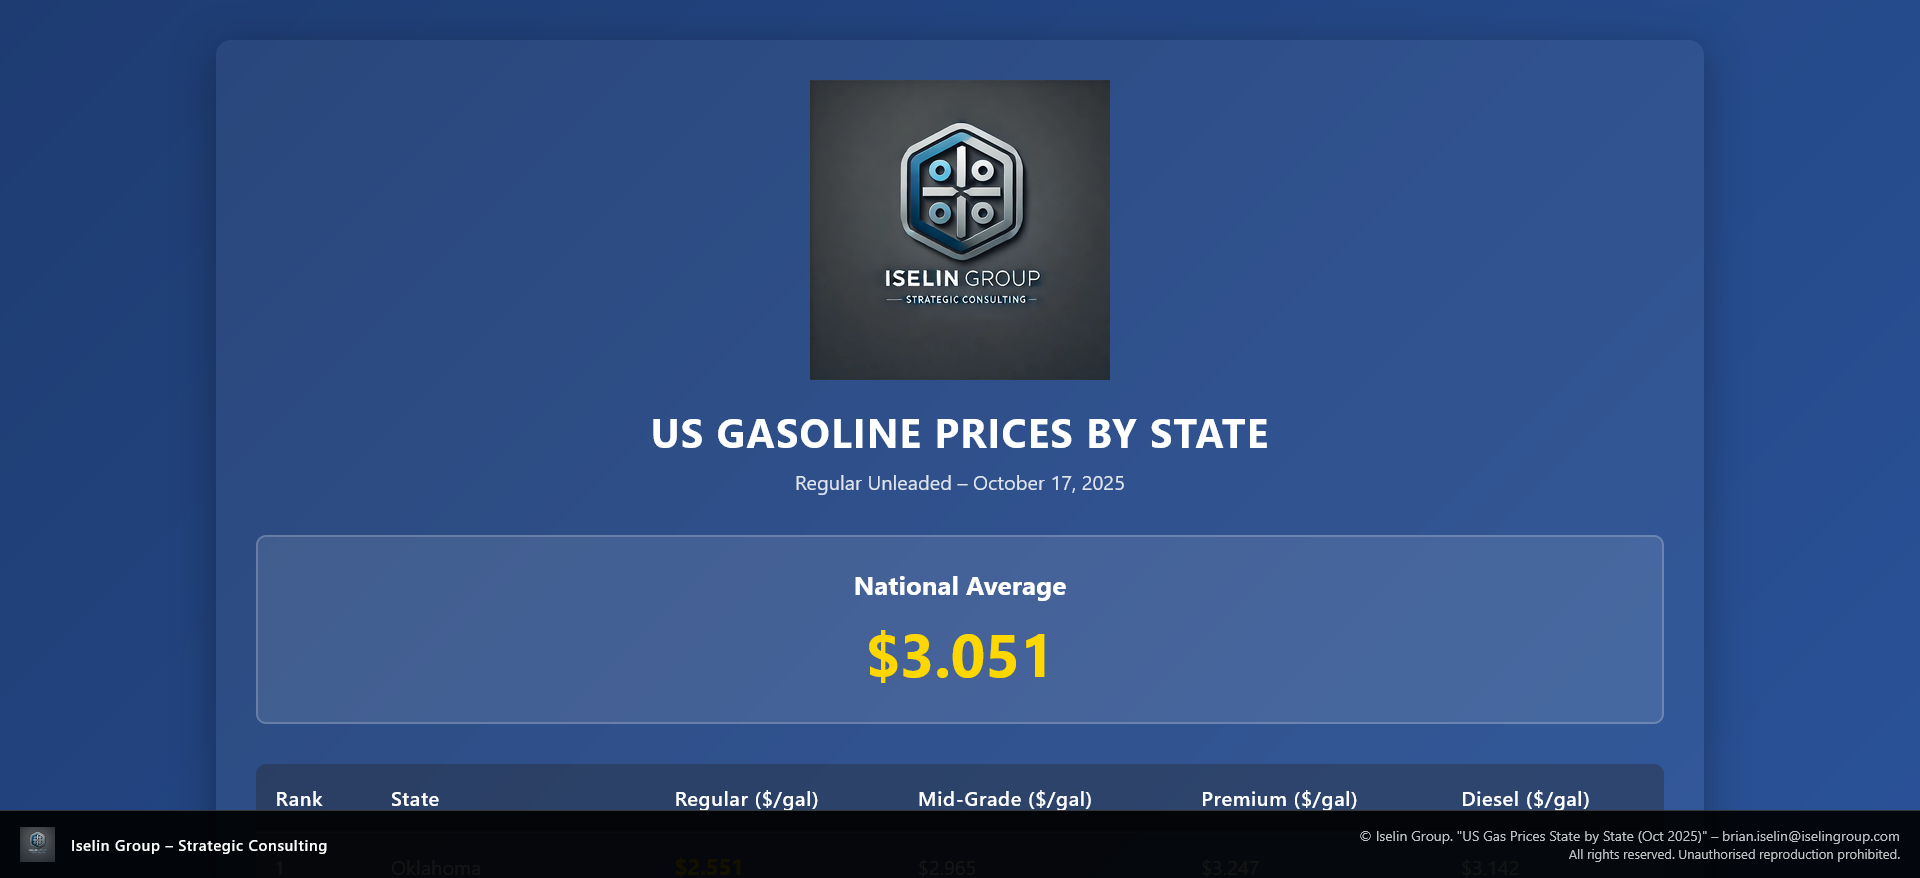 ISELIN GROUP
STRATEGIC CONSULTING
US GASOLINE PRICES BY STATE
Regular Unleaded – October 17, 2025
National Average
$3.051
Rank State Regular ($/gal) Mid-Grade ($/gal) Premium ($/gal) Diesel ($/gal)
1 Oklahoma $2.551 $2.965 $3.247 $3.142
Iselin Group – Strategic Consulting
© Iselin Group. "US Gas Prices State by State (Oct 2025)" – brian.iselin@iselingroup.com
All rights reserved. Unauthorised reproduction prohibited.